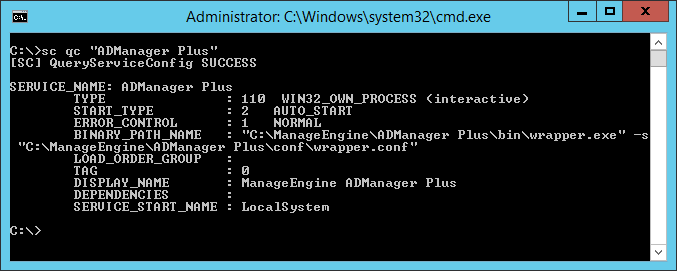 Administrator: C:\Windows\system32\cmd.exe
C:\>sc qc "ADManager Plus"
[SC] QueryServiceConfig SUCCESS
SERVICE_NAME: ADManager Plus
        TYPE               : 110  WIN32_OWN_PROCESS (interactive)
        START_TYPE         : 2   AUTO_START
        ERROR_CONTROL      : 1   NORMAL
        BINARY_PATH_NAME   : "C:\ManageEngine\ADManager Plus\bin\wrapper.exe" -s
 "C:\ManageEngine\ADManager Plus\conf\wrapper.conf"
        LOAD_ORDER_GROUP   :
        TAG                : 0
        DISPLAY_NAME       : ManageEngine ADManager Plus
        DEPENDENCIES       :
        SERVICE_START_NAME : LocalSystem
C:\>